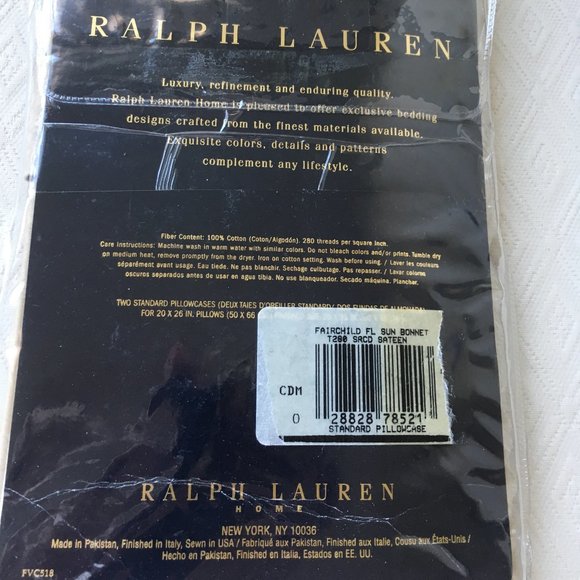 RALPH LAUREN
Luxury, refinement and enduring quality.
Ralph Lauren Home is pleased to offer exclusive bedding
designs crafted from the finest materials available.
Exquisite colors, details and patterns
complement any lifestyle.
Fiber Content: 100% Cotton (Coton/Algodón). 280 threads per square inch.
Care Instructions: Machine wash in warm water with similar colors. Do not bleach colors and/or prints. Tumble dry
on medium heat, remove promptly from the dryer. Iron on cotton setting. Wash before using. / Laver les couleurs
séparément avant usage. Eau tiede. Ne pas blanchir. Sechage culbutage. Pas repasser. / Lavar colores
oscuros separados antes de usar en agua tibia. No use blanqueador. Secado máquina. Planchar.
TWO STANDARD PILLOWCASES (DEUX TAIES D'OREILLER STANDARD/ DOS FUNDAS DE ALMOHADA)
FOR 20 X 26 IN. PILLOWS (50 X 66
FAIRCHILD FL SUN BONNET
T280 SRCD SATEEN
CDM
0 28828 78521
STANDARD PILLOWCASE
RALPH LAUREN
HOME
NEW YORK, NY 10036
Made in Pakistan, Finished in Italy, Sewn in USA / Fabriqué aux Pakistan, Finished aux Italie, Cousu aux États-Unis /
Hecho en Pakistan, Finished en Italia, Estados en EE. UU.
FVC518